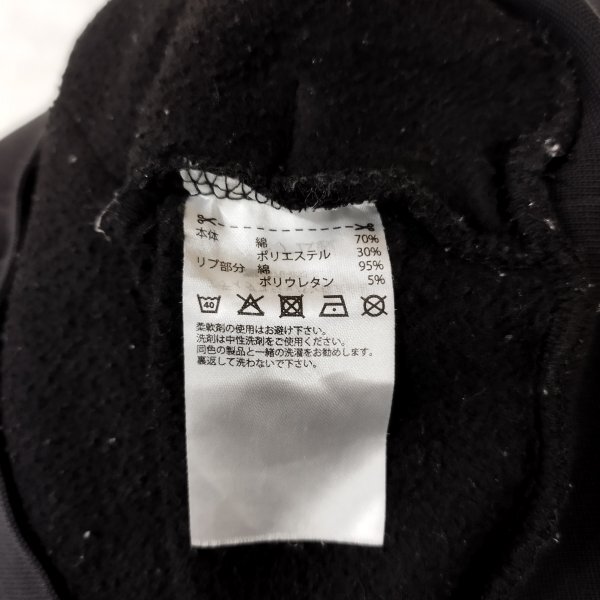 本体 綿 70%
ポリエステル 30%
リブ部分 綿 95%
ポリウレタン 5%
40
柔軟剤の使用はお避け下さい。
洗剤は中性洗剤をご使用ください。
同色の製品と一緒の洗濯をお勧めします。
裏返して洗わないで下さい。